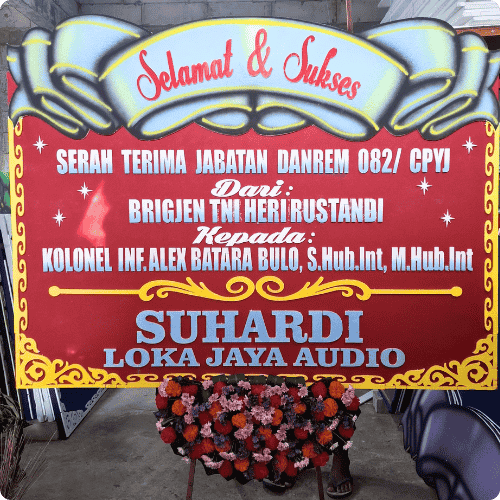 Selamat & Sukses
SERAH TERIMA JABATAN DANREM 082/ CPYJ
Dari :
BRIGJEN TNI HERI RUSTANDI
Kepada :
KOLONEL INF. ALEX BATARA BULO, S.Hub.Int, M.Hub.Int
SUHARDI
LOKA JAYA AUDIO